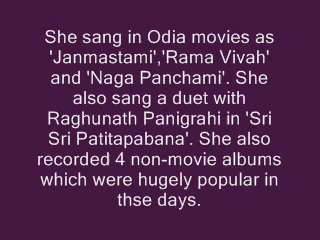 She sang in Odia movies as
'Janmastami','Rama Vivah'
and 'Naga Panchami'. She
also sang a duet with
Raghunath Panigrahi in 'Sri
Sri Patitapabana'. She also
recorded 4 non-movie albums
which were hugely popular in
thse days.